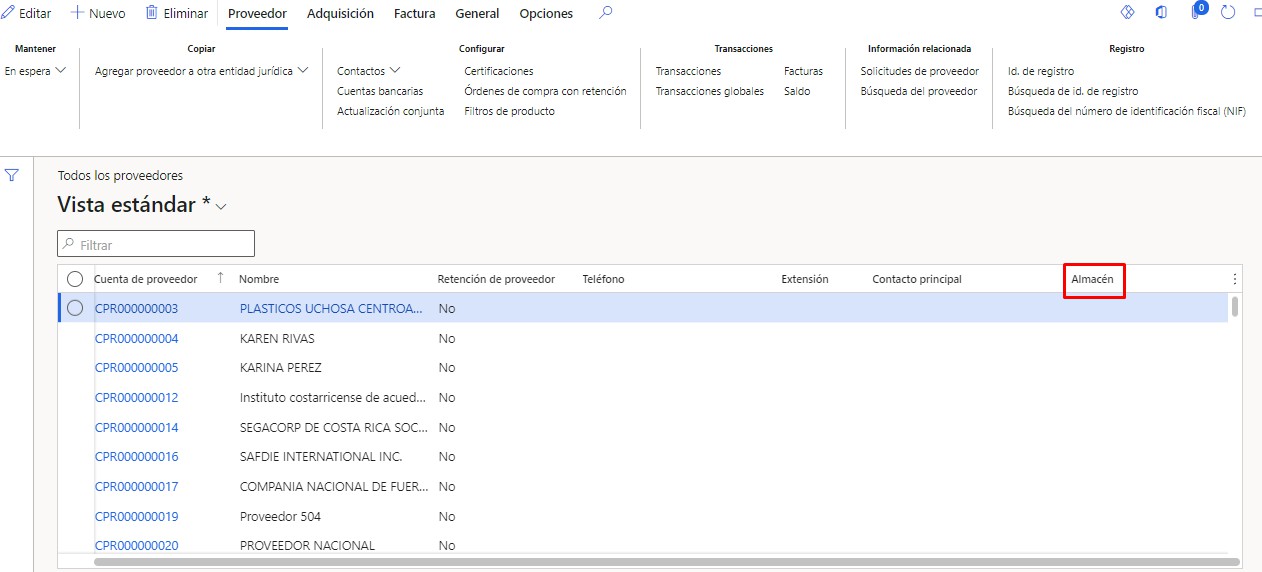 Editar Nuevo Eliminar Proveedor Adquisición Factura General Opciones 0
Mantener Copiar Configurar Transacciones Información relacionada Registro
En espera Agregar proveedor a otra entidad jurídica Contactos Certificaciones Transacciones Facturas Solicitudes de proveedor Id. de registro
Cuentas bancarias Órdenes de compra con retención Transacciones globales Saldo Búsqueda del proveedor Búsqueda de id. de registro
Actualización conjunta Filtros de producto Búsqueda del número de identificación fiscal (NIF)
Todos los proveedores
Vista estándar *
Filtrar
Cuenta de proveedor Nombre Retención de proveedor Teléfono Extensión Contacto principal Almacén
CPR000000003 PLASTICOS UCHOSA CENTROA... No
CPR000000004 KAREN RIVAS No
CPR000000005 KARINA PEREZ No
CPR000000012 Instituto costarricense de acued... No
CPR000000014 SEGACORP DE COSTA RICA SOC... No
CPR000000016 SAFDIE INTERNATIONAL INC. No
CPR000000017 COMPANIA NACIONAL DE FUER... No
CPR000000019 Proveedor 504 No
CPR000000020 PROVEEDOR NACIONAL No